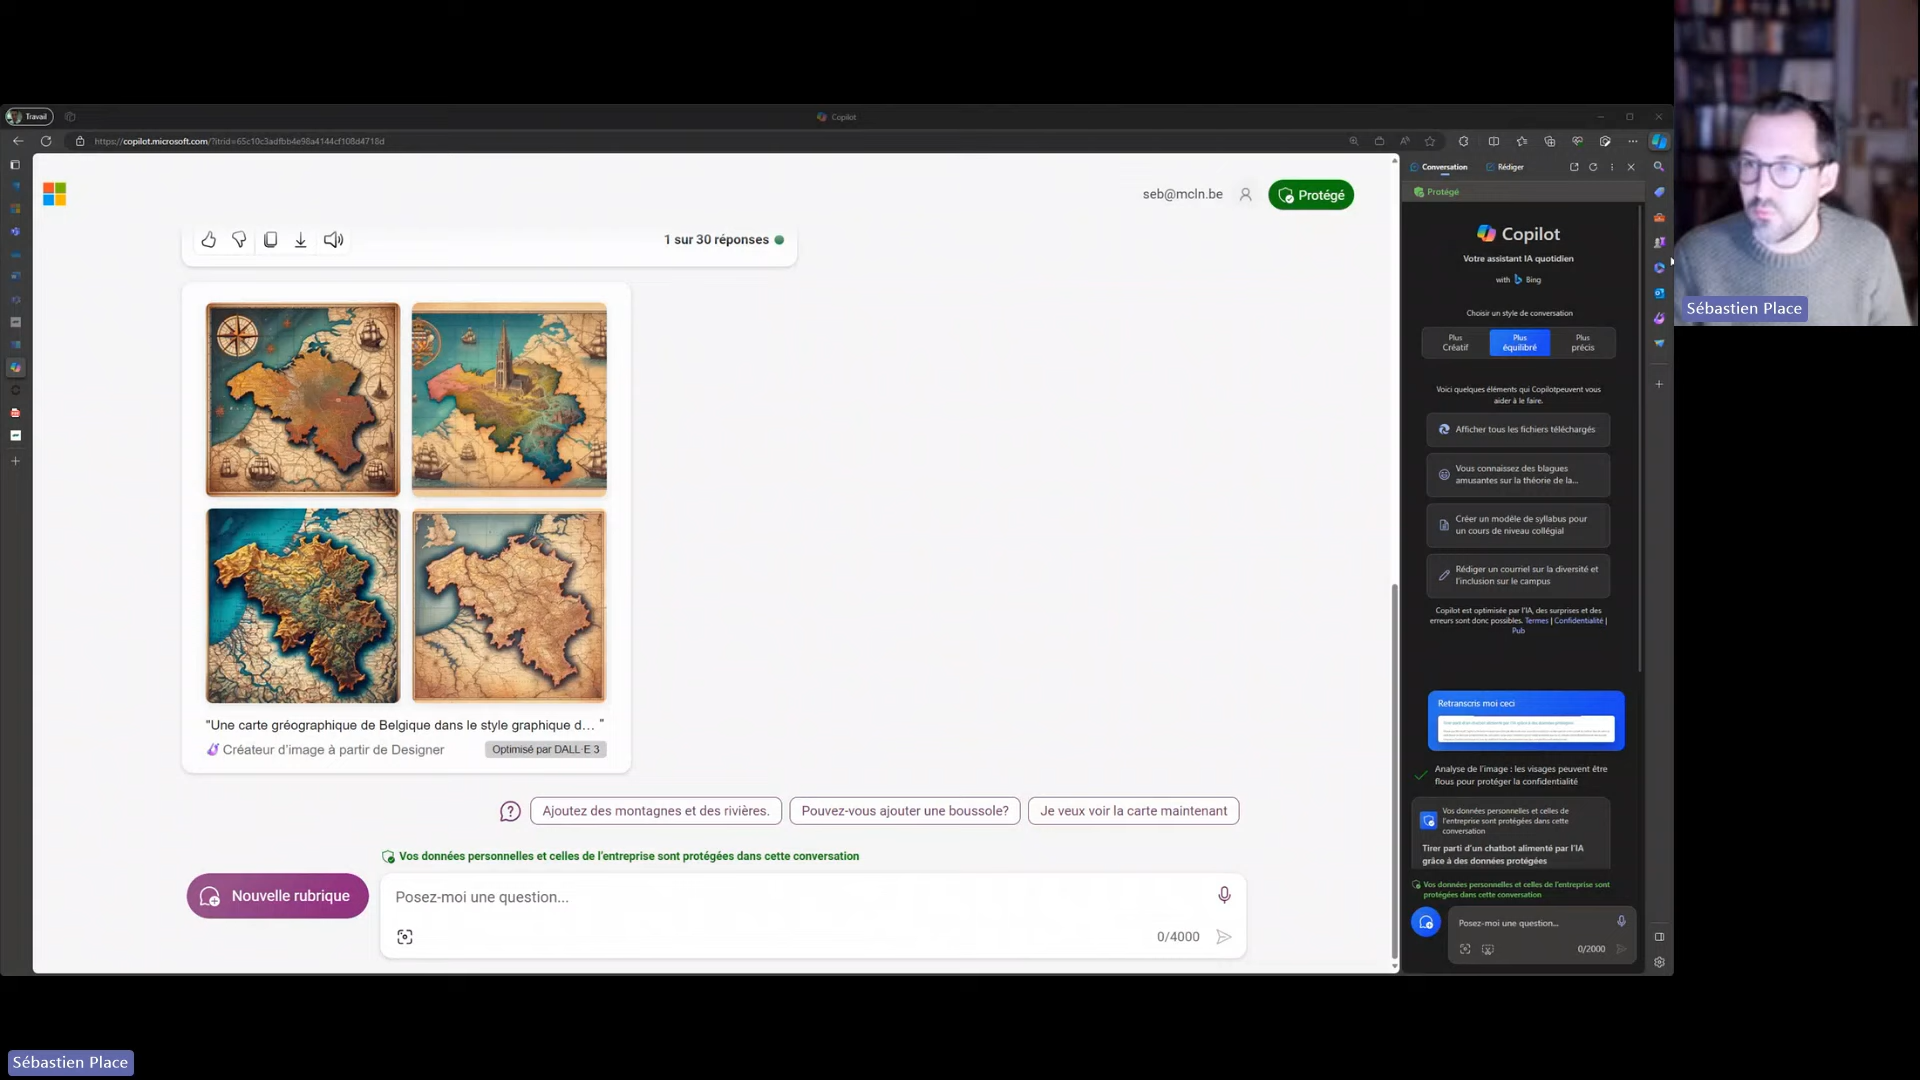 Travail
Copilot
https://copilot.microsoft.com/?itrid=65c10c3adfbb4e98a4144cf108d4718d
Conversation
Rédiger
seb@mcln.be
Protégé
Protégé
1 sur 30 réponses
Copilot
Votre assistant IA quotidien
with Bing
Sébastien Place
Choisir un style de conversation
Plus
Créatif
Plus
équilibré
Plus
précis
Voici quelques éléments qui Copilotpeuvent vous
aider à le faire.
Afficher tous les fichiers téléchargés
Vous connaissez des blagues
amusantes sur la théorie de la...
Créer un modèle de syllabus pour
un cours de niveau collégial
Rédiger un courriel sur la diversité et
l'inclusion sur le campus
Copilot est optimisée par l'IA, des surprises et des
erreurs sont donc possibles. Termes | Confidentialité |
Pub
Retranscris moi ceci
Analyse de l'image : les visages peuvent être
flous pour protéger la confidentialité
Vos données personnelles et celles de
l'entreprise sont protégées dans cette
conversation
Tirer parti d'un chatbot alimenté par l'IA
grâce à des données protégées
Vos données personnelles et celles de l'entreprise sont
protégées dans cette conversation
Posez-moi une question...
0/2000
"Une carte gréographique de Belgique dans le style graphique d... "
Créateur d'image à partir de Designer
Optimisé par DALL·E 3
Ajoutez des montagnes et des rivières.
Pouvez-vous ajouter une boussole?
Je veux voir la carte maintenant
Vos données personnelles et celles de l'entreprise sont protégées dans cette conversation
Nouvelle rubrique
Posez-moi une question...
0/4000
Sébastien Place